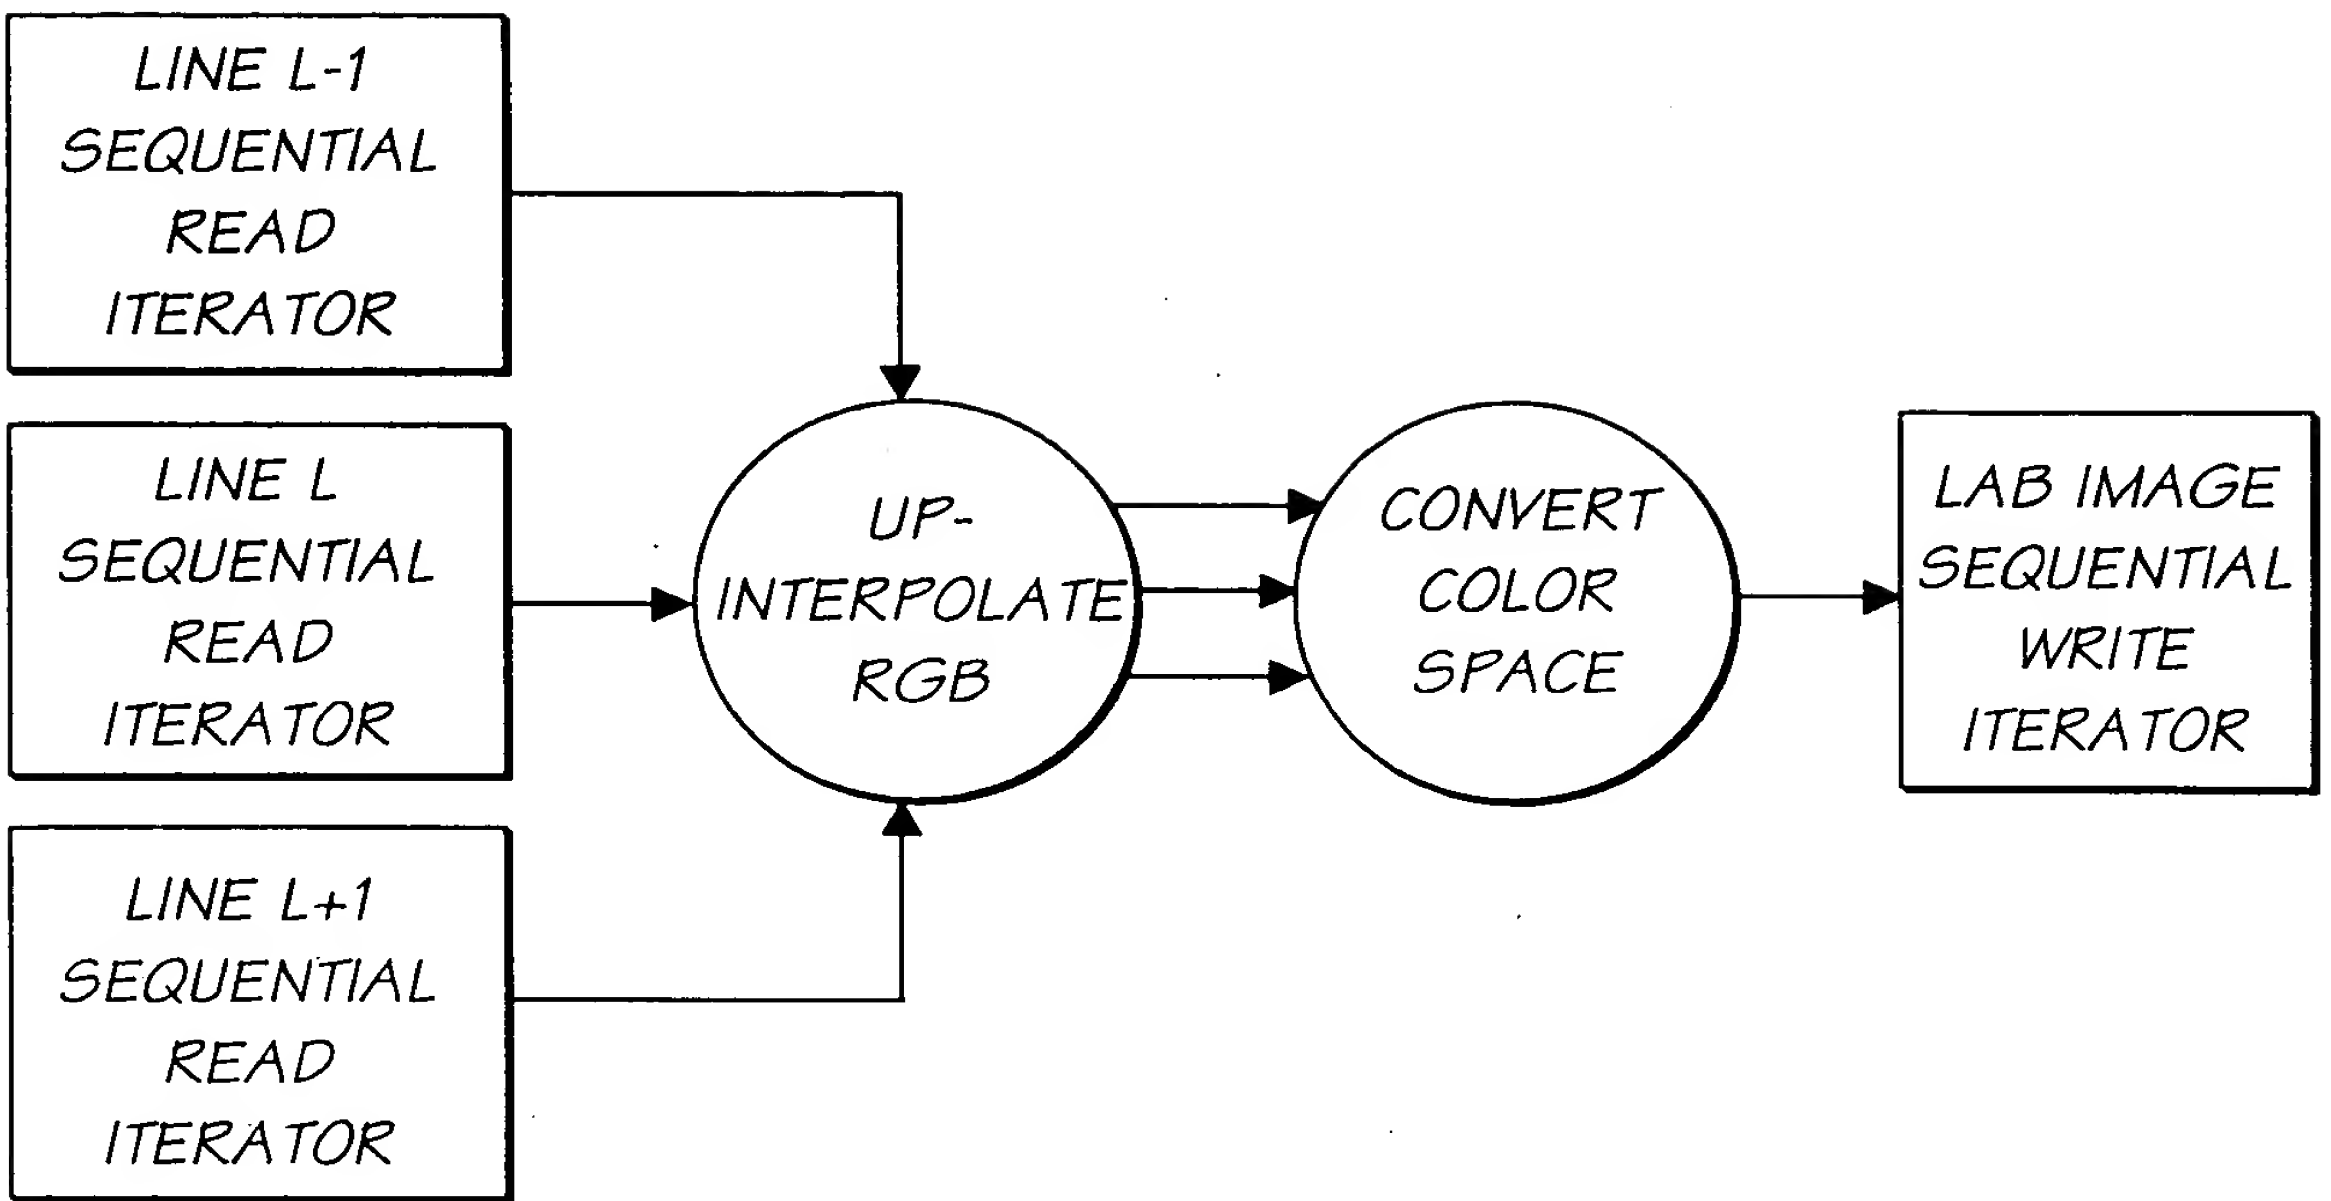 LINE L-1
SEQUENTIAL
READ
ITERATOR
LINE L
SEQUENTIAL
READ
ITERATOR
LINE L+1
SEQUENTIAL
READ
ITERATOR
UP-
INTERPOLATE
RGB
CONVERT
COLOR
SPACE
LAB IMAGE
SEQUENTIAL
WRITE
ITERATOR